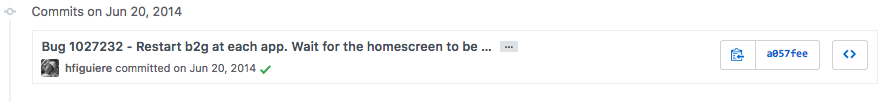 Commits on Jun 20, 2014
Bug 1027232 - Restart b2g at each app. Wait for the homescreen to be ... …
a057fee
hfiguiere committed on Jun 20, 2014